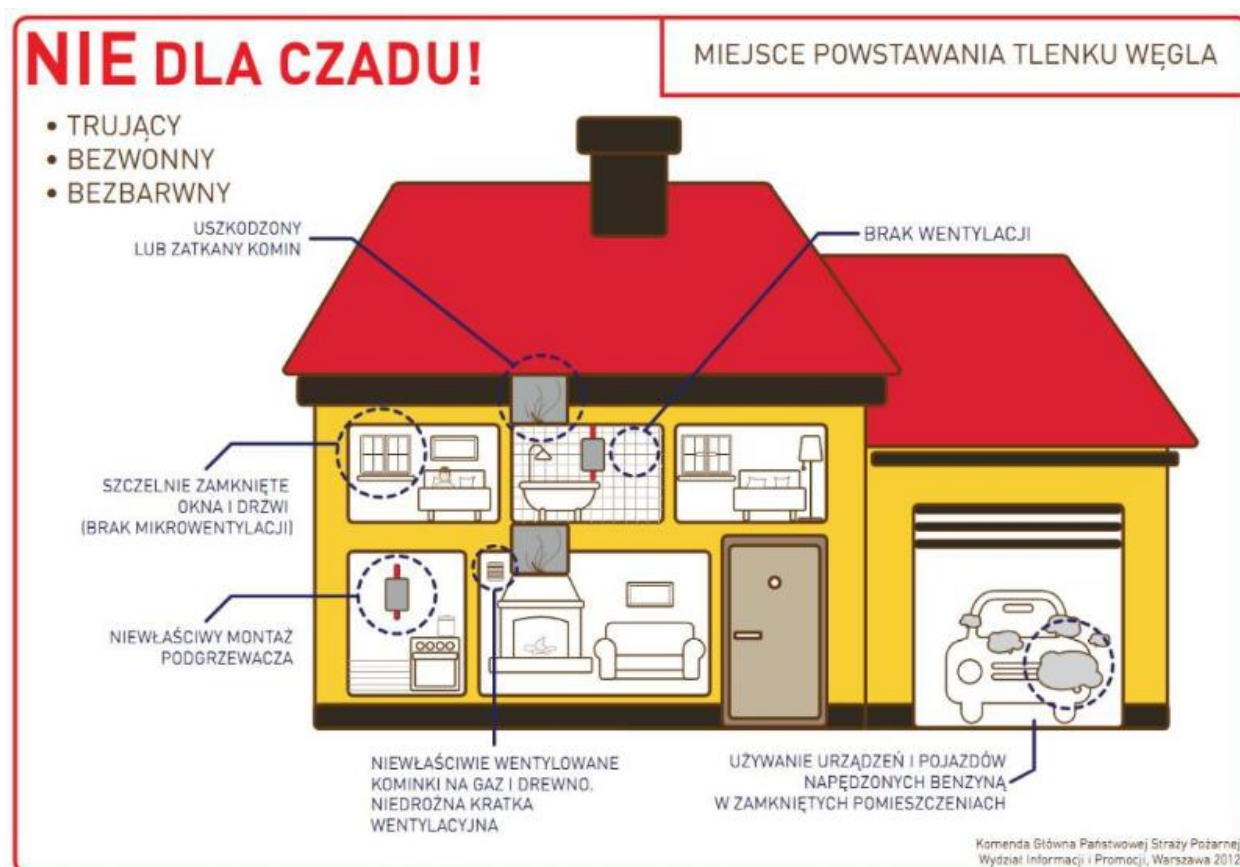 NIE DLA CZADU!
MIEJSCE POWSTAWANIA TLENKU WĘGLA
• TRUJĄCY
• BEZWONNY
• BEZBARWNY
USZKODZONY
LUB ZATKANY KOMIN
BRAK WENTYLACJI
SZCZELNIE ZAMKNIĘTE
OKNA I DRZWI
(BRAK MIKROWENTYLACJI)
NIEWŁAŚCIWY MONTAŻ
PODGRZEWACZA
NIEWŁAŚCIWIE WENTYLOWANE
KOMINKI NA GAZ I DREWNO,
NIEDROŻNA KRATKA
WENTYLACYJNA
UŻYWANIE URZĄDZEŃ I POJAZDÓW
NAPĘDZONYCH BENZYNĄ
W ZAMKNIĘTYCH POMIESZCZENIACH
Komenda Główna Państwowej Straży Pożarnej
Wydział Informacji i Promocji, Warszawa 2012